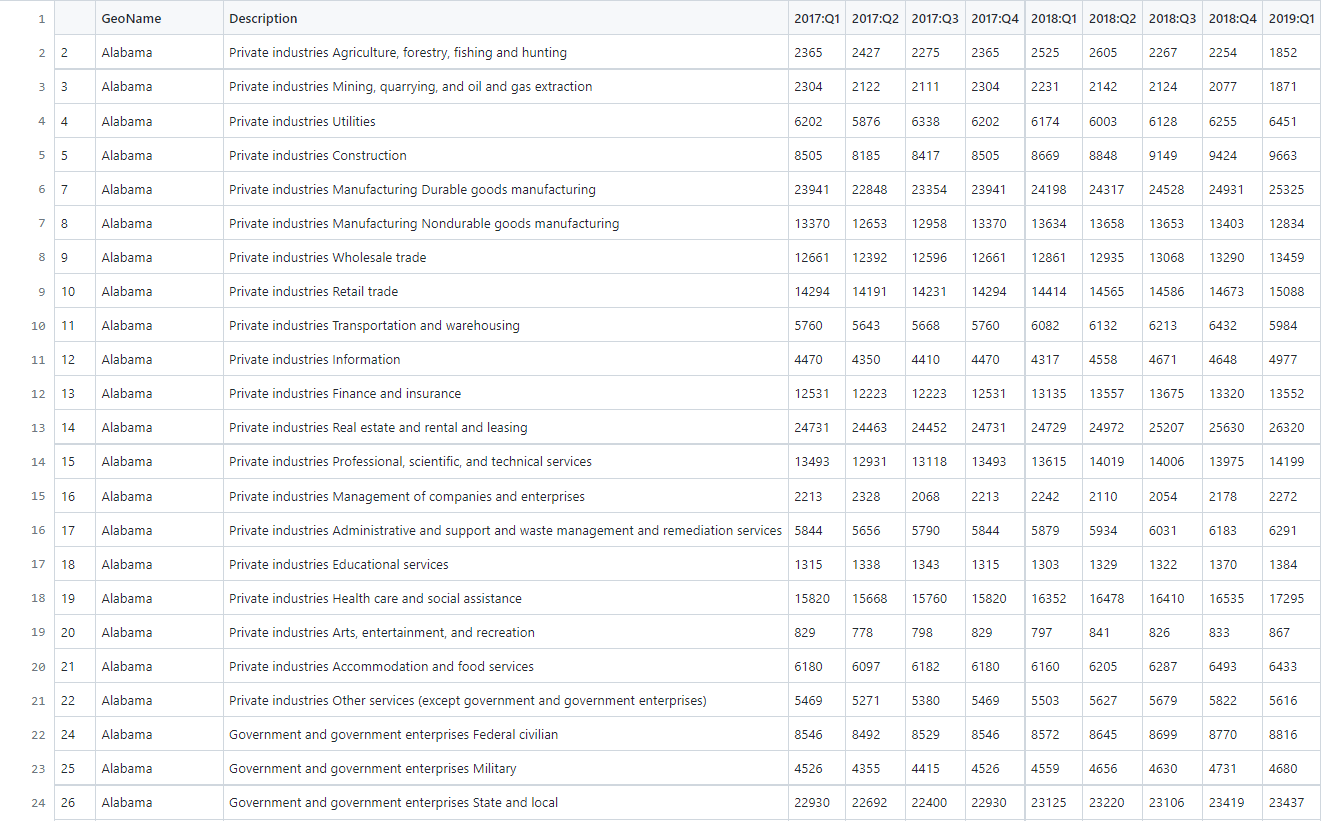 1 GeoName Description 2017:Q1 2017:Q2 2017:Q3 2017:Q4 2018:Q1 2018:Q2 2018:Q3 2018:Q4 2019:Q1
2 2 Alabama Private industries Agriculture, forestry, fishing and hunting 2365 2427 2275 2365 2525 2605 2267 2254 1852
3 3 Alabama Private industries Mining, quarrying, and oil and gas extraction 2304 2122 2111 2304 2231 2142 2124 2077 1871
4 4 Alabama Private industries Utilities 6202 5876 6338 6202 6174 6003 6128 6255 6451
5 5 Alabama Private industries Construction 8505 8185 8417 8505 8669 8848 9149 9424 9663
6 7 Alabama Private industries Manufacturing Durable goods manufacturing 23941 22848 23354 23941 24198 24317 24528 24931 25325
7 8 Alabama Private industries Manufacturing Nondurable goods manufacturing 13370 12653 12958 13370 13634 13658 13653 13403 12834
8 9 Alabama Private industries Wholesale trade 12661 12392 12596 12661 12861 12935 13068 13290 13459
9 10 Alabama Private industries Retail trade 14294 14191 14231 14294 14414 14565 14586 14673 15088
10 11 Alabama Private industries Transportation and warehousing 5760 5643 5668 5760 6082 6132 6213 6432 5984
11 12 Alabama Private industries Information 4470 4350 4410 4470 4317 4558 4671 4648 4977
12 13 Alabama Private industries Finance and insurance 12531 12223 12223 12531 13135 13557 13675 13320 13552
13 14 Alabama Private industries Real estate and rental and leasing 24731 24463 24452 24731 24729 24972 25207 25630 26320
14 15 Alabama Private industries Professional, scientific, and technical services 13493 12931 13118 13493 13615 14019 14006 13975 14199
15 16 Alabama Private industries Management of companies and enterprises 2213 2328 2068 2213 2242 2110 2054 2178 2272
16 17 Alabama Private industries Administrative and support and waste management and remediation services 5844 5656 5790 5844 5879 5934 6031 6183 6291
17 18 Alabama Private industries Educational services 1315 1338 1343 1315 1303 1329 1322 1370 1384
18 19 Alabama Private industries Health care and social assistance 15820 15668 15760 15820 16352 16478 16410 16535 17295
19 20 Alabama Private industries Arts, entertainment, and recreation 829 778 798 829 797 841 826 833 867
20 21 Alabama Private industries Accommodation and food services 6180 6097 6182 6180 6160 6205 6287 6493 6433
21 22 Alabama Private industries Other services (except government and government enterprises) 5469 5271 5380 5469 5503 5627 5679 5822 5616
22 24 Alabama Government and government enterprises Federal civilian 8546 8492 8529 8546 8572 8645 8699 8770 8816
23 25 Alabama Government and government enterprises Military 4526 4355 4415 4526 4559 4656 4630 4731 4680
24 26 Alabama Government and government enterprises State and local 22930 22692 22400 22930 23125 23220 23106 23419 23437